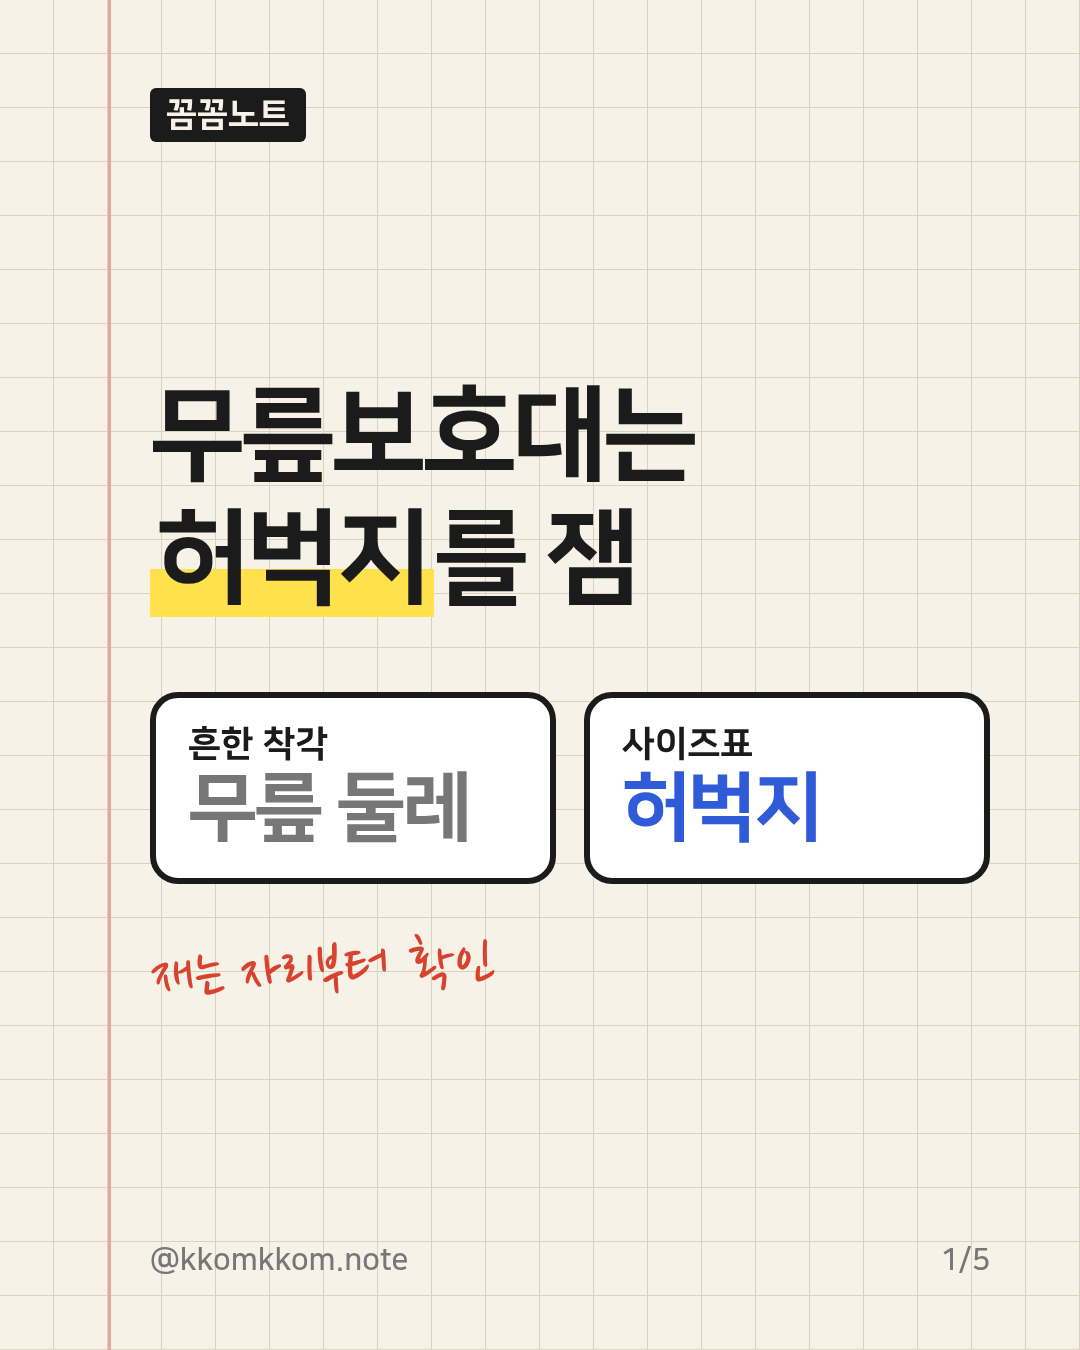 꼼꼼노트
무릎보호대는
허벅지를 잼
흔한 착각
무릎 둘레
사이즈표
허벅지
재는 자리부터 확인
@kkomkkom.note
1/5